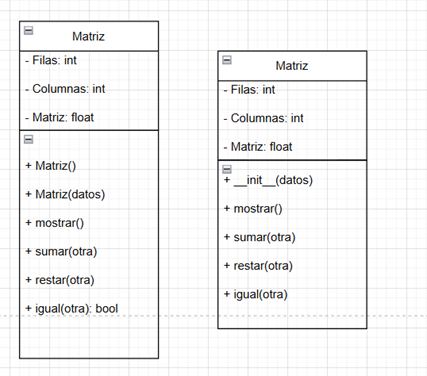 Matriz
- Filas: int
- Columnas: int
- Matriz: float
+ Matriz()
+ Matriz(datos)
+ mostrar()
+ sumar(otra)
+ restar(otra)
+ igual(otra): bool
Matriz
- Filas: int
- Columnas: int
- Matriz: float
+ __init__(datos)
+ mostrar()
+ sumar(otra)
+ restar(otra)
+ igual(otra)